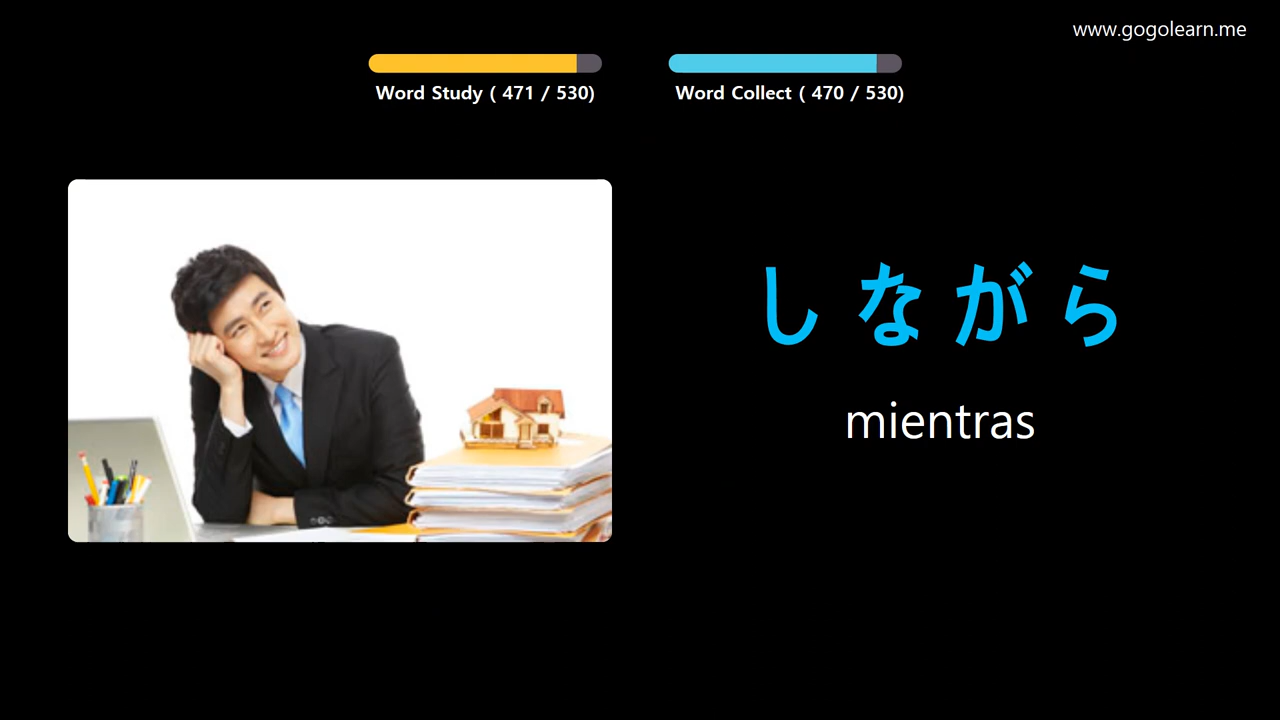 www.gogolearn.me
Word Study ( 471 / 530)
Word Collect ( 470 / 530)
しながら
mientras